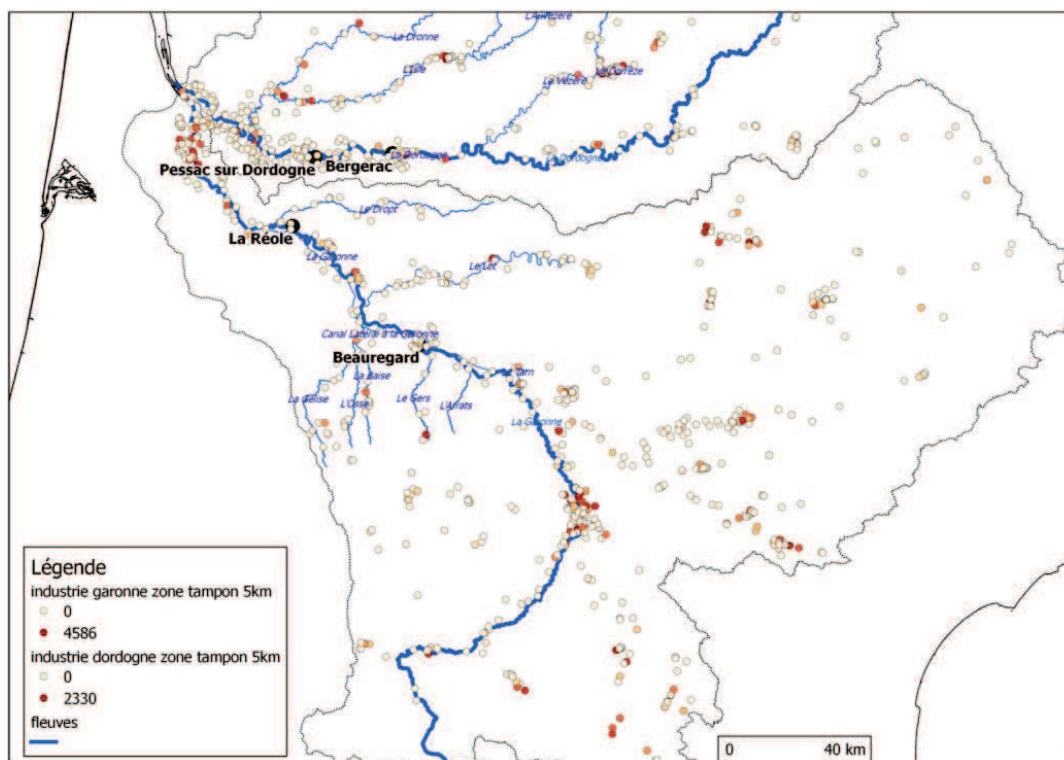 L'Auvézère
La Dronne
L'Isle
La Corrèze
La Vézère
La Dordogne
La Dordogne
Pessac sur Dordogne
Bergerac
Le Dropt
La Réole
La Garonne
Le Lot
Canal Latéral à la Garonne
Beauregard
Le Tarn
La Baïse
La Gélise
L'Osse
Le Gers
L'Arrats
La Garonne
Légende
industrie garonne zone tampon 5km
0
4586
industrie dordogne zone tampon 5km
0
2330
fleuves
0 40 km